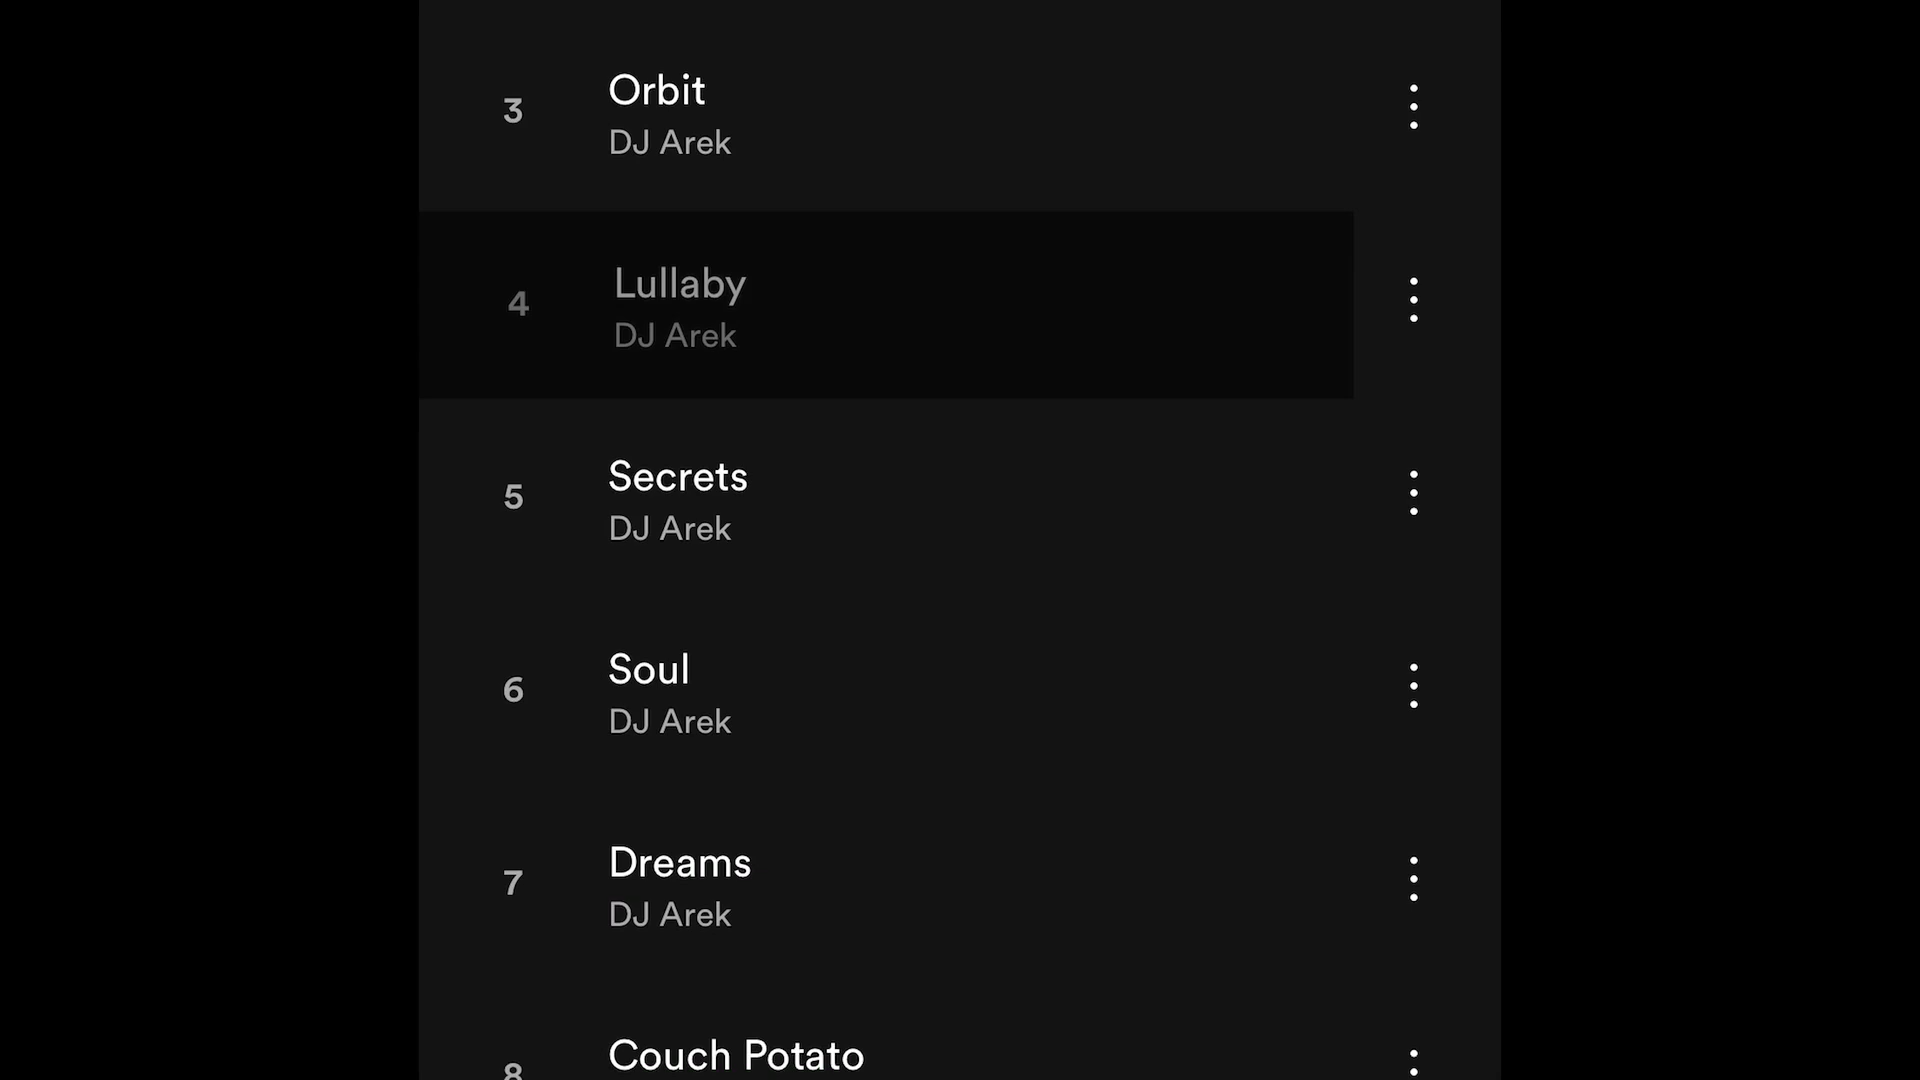 3
Orbit
DJ Arek
4
Lullaby
DJ Arek
5
Secrets
DJ Arek
6
Soul
DJ Arek
7
Dreams
DJ Arek
8
Couch Potato